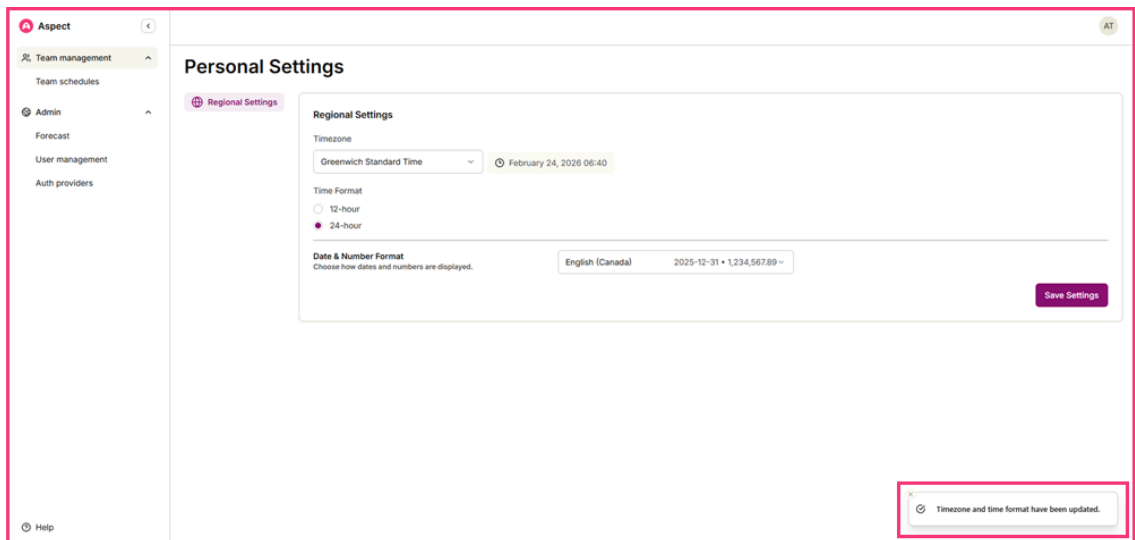 Aspect
AT
Team management
Team schedules
Admin
Forecast
User management
Auth providers
Help
Personal Settings
Regional Settings
Regional Settings
Timezone
Greenwich Standard Time
February 24, 2026 06:40
Time Format
12-hour
24-hour
Date & Number Format
Choose how dates and numbers are displayed.
English (Canada) 2025-12-31 • 1,234,567.89
Save Settings
Timezone and time format have been updated.